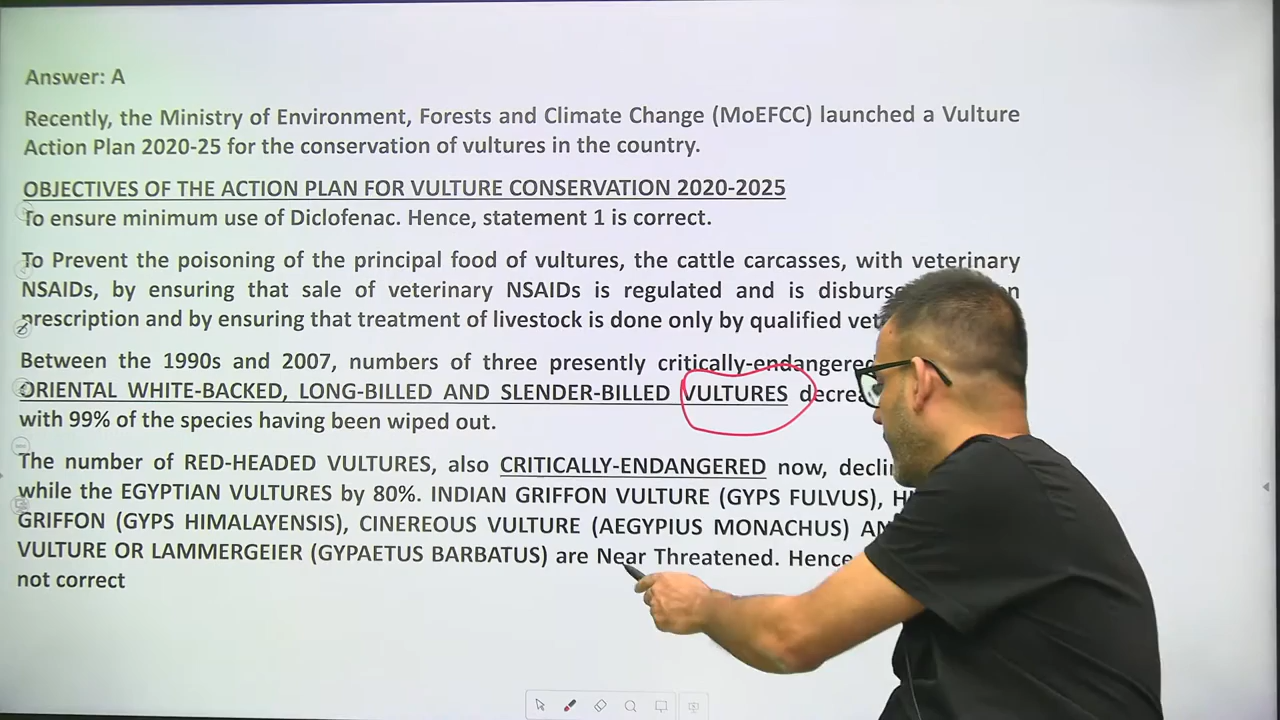 Answer: A
Recently, the Ministry of Environment, Forests and Climate Change (MoEFCC) launched a Vulture
Action Plan 2020-25 for the conservation of vultures in the country.
OBJECTIVES OF THE ACTION PLAN FOR VULTURE CONSERVATION 2020-2025
To ensure minimum use of Diclofenac. Hence, statement 1 is correct.
To Prevent the poisoning of the principal food of vultures, the cattle carcasses, with veterinary
NSAIDs, by ensuring that sale of veterinary NSAIDs is regulated and is
prescription and by ensuring that treatment of livestock is done only by qualified
Between the 1990s and 2007, numbers of three presently critically-endangered
ORIENTAL WHITE-BACKED, LONG-BILLED AND SLENDER-BILLED VULTURES
with 99% of the species having been wiped out.
The number of RED-HEADED VULTURES, also CRITICALLY-ENDANGERED now,
while the EGYPTIAN VULTURES by 80%. INDIAN GRIFFON VULTURE (GYPS FULVUS),
GRIFFON (GYPS HIMALAYENSIS), CINEREOUS VULTURE (AEGYPIUS MONACHUS)
VULTURE OR LAMMERGEIER (GYPAETUS BARBATUS) are Near Threatened. Hence
not correct